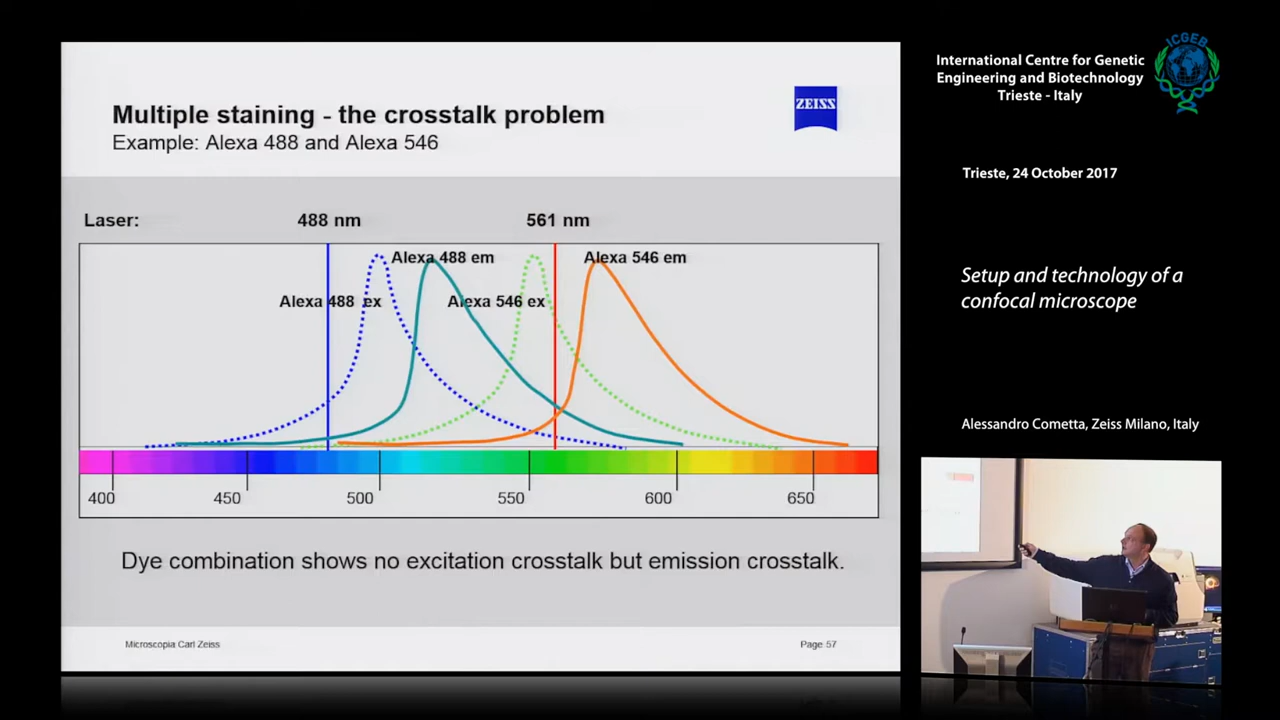 Multiple staining - the crosstalk problem
Example: Alexa 488 and Alexa 546
ZEISS
Laser:
488 nm
561 nm
Alexa 488 em
Alexa 546 em
Alexa 488 ex
Alexa 546 ex
400
450
500
550
600
650
Dye combination shows no excitation crosstalk but emission crosstalk.
Microscopia Carl Zeiss
Page 57
International Centre for Genetic
Engineering and Biotechnology
Trieste - Italy
ICGEB
Trieste, 24 October 2017
Setup and technology of a
confocal microscope
Alessandro Cometta, Zeiss Milano, Italy